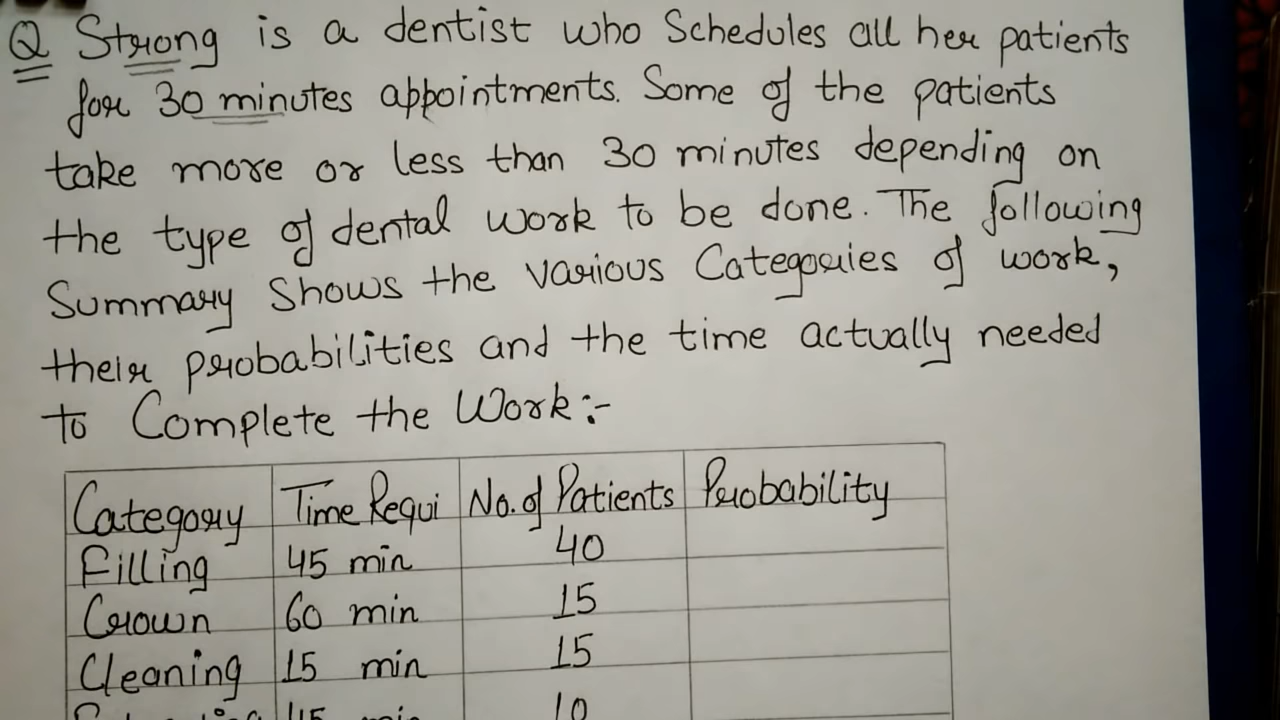 Q Strong is a dentist who Schedules all her patients
for 30 minutes appointments. Some of the patients
take more or less than 30 minutes depending on
the type of dental work to be done. The following
Summary Shows the various Categories of work,
their probabilities and the time actually needed
to Complete the Work:-
Category Time Requi No. of Patients Probability
Filling 45 min 40
Crown 60 min 15
Cleaning 15 min 15
45 min 10